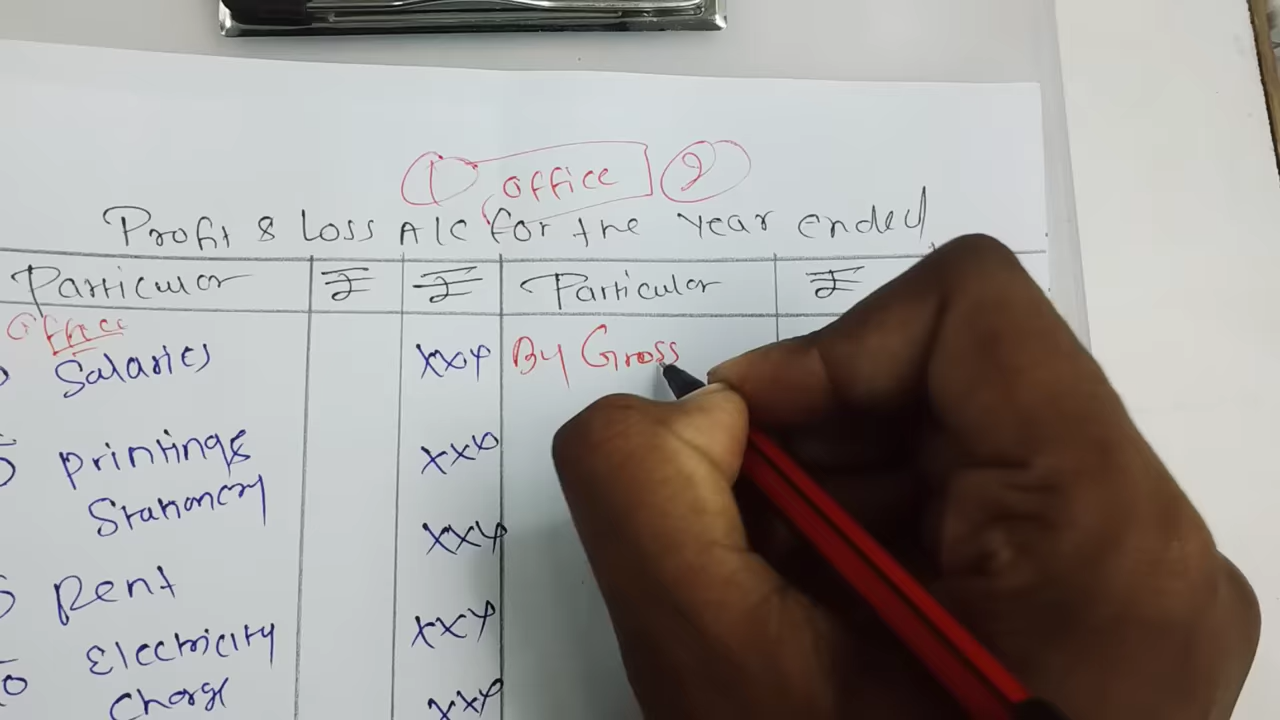 ① office ②
Profit & Loss A/C for the Year ended
Particular ₹ ₹ Particular ₹
office
Salaries xxx By Gross
Printing & xxx
Stationery
xxx
Rent
Electricity xxx
To
Charge xxx